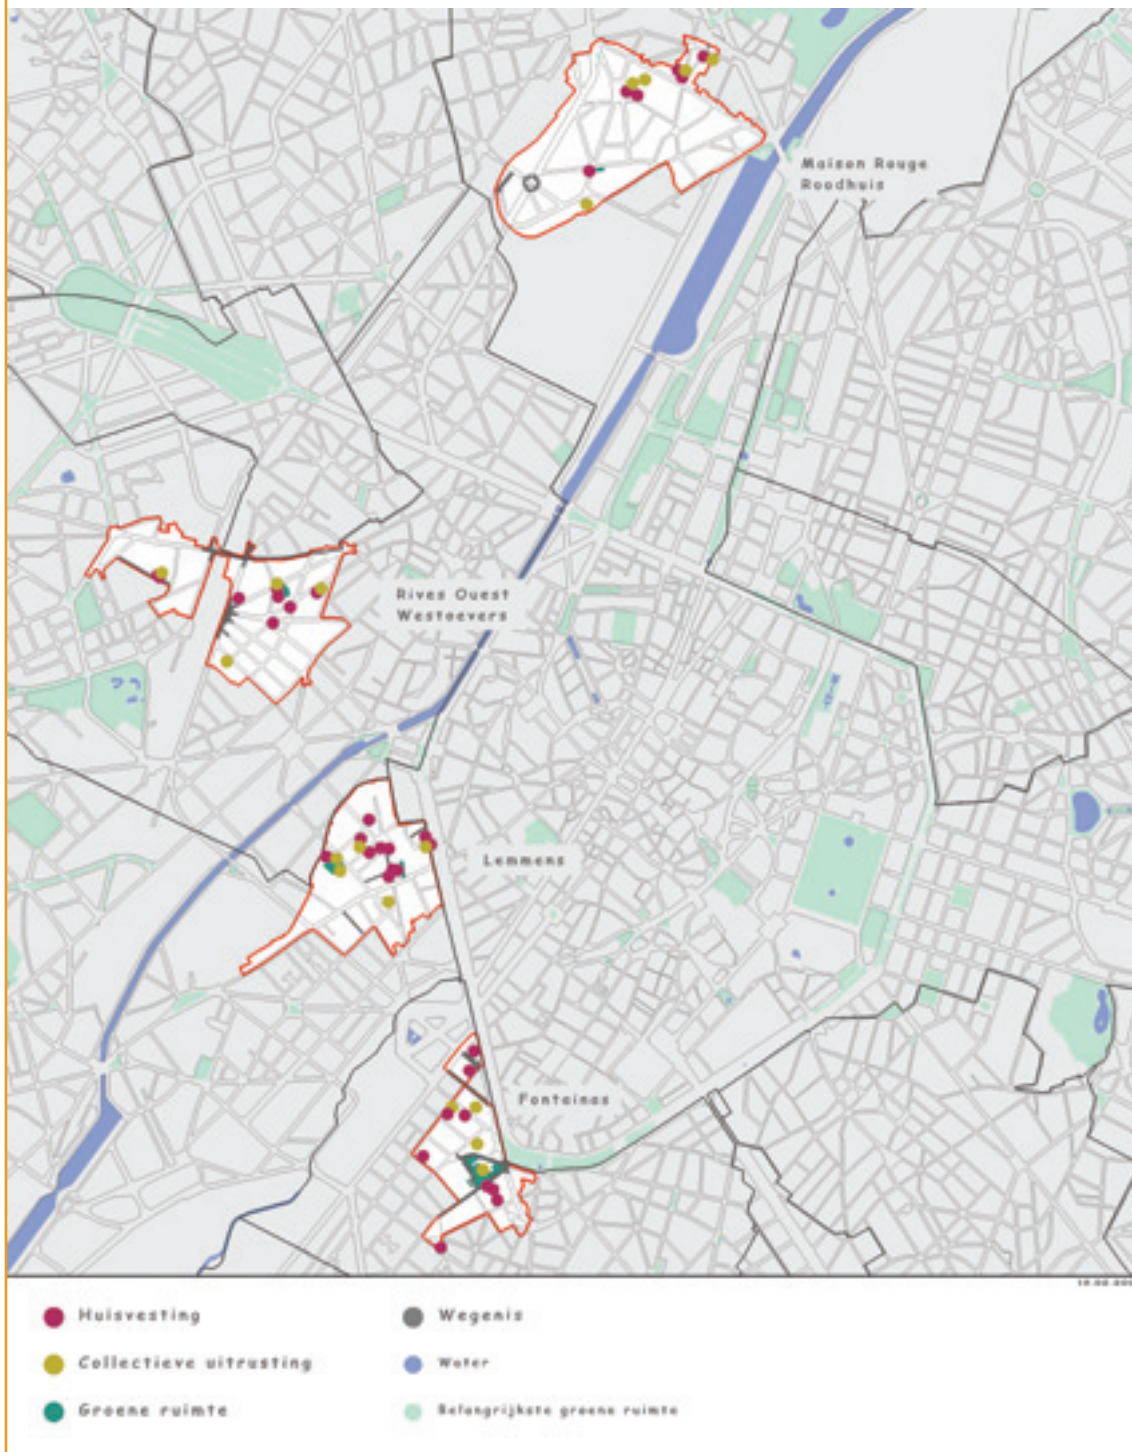 Maison Rouge
Roodhuis
Rives Ouest
Westoevers
Lemmens
Fontainas
Huisvesting
Wegenis
Collectieve uitrusting
Water
Groene ruimte
Belangrijkste groene ruimte